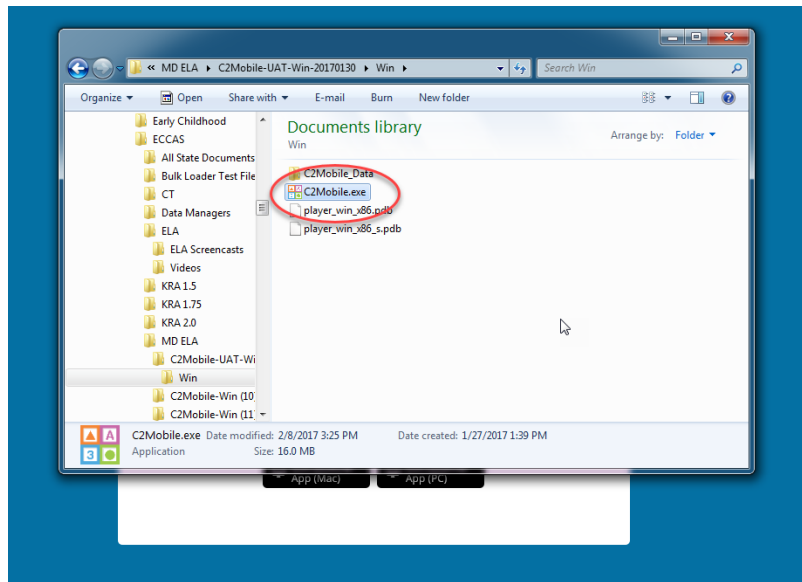 « MD ELA ▸ C2Mobile-UAT-Win-20170130 ▸ Win ▸
Search Win
Organize ▾ Open Share with ▾ E-mail Burn New folder
Early Childhood
ECCAS
All State Documents
Bulk Loader Test File
CT
Data Managers
ELA
ELA Screencasts
Videos
KRA 1.5
KRA 1.75
KRA 2.0
MD ELA
C2Mobile-UAT-Wi
Win
C2Mobile-Win (10)
C2Mobile-Win (11)
Documents library
Win
Arrange by: Folder ▾
C2Mobile_Data
C2Mobile.exe
player_win_x86.pdb
player_win_x86_s.pdb
C2Mobile.exe Date modified: 2/8/2017 3:25 PM Date created: 1/27/2017 1:39 PM
Application Size: 16.0 MB
A
3
App (Mac) App (PC)